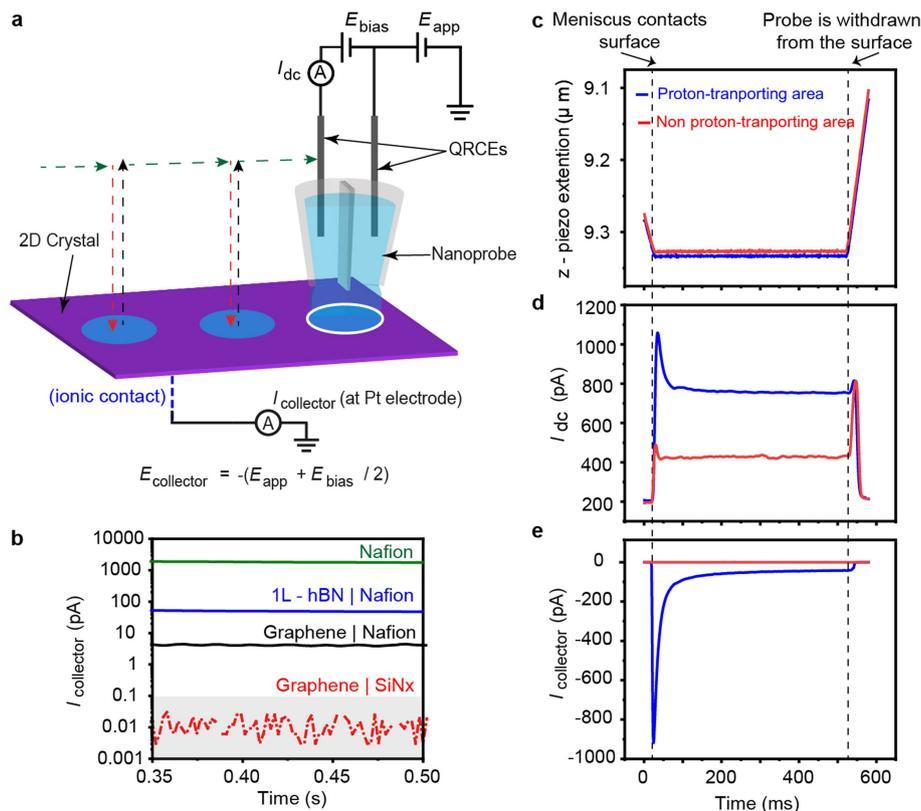 a
E bias
E app
I dc
A
QRCEs
2D Crystal
Nanoprobe
(ionic contact)
I collector (at Pt electrode)
A
E collector = -(E app + E bias / 2)
b
10000
1000
100
10
1
0.1
0.01
0.001
I collector (pA)
Nafion
1L - hBN | Nafion
Graphene | Nafion
Graphene | SiNx
0.35
0.40
0.45
0.50
Time (s)
c
Meniscus contacts
surface
Probe is withdrawn
from the surface
9.1
9.2
9.3
z - piezo extention (μ m)
Proton-tranporting area
Non proton-tranporting area
d
1200
1000
800
600
400
200
I dc (pA)
e
0
-200
-400
-600
-800
-1000
I collector (pA)
0
200
400
600
Time (ms)